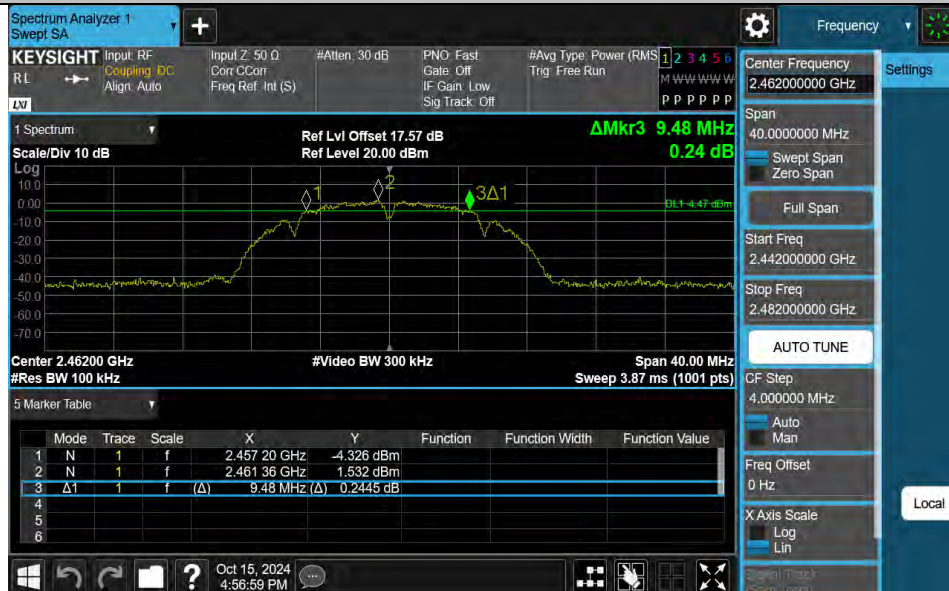 Spectrum Analyzer 1
Swept SA
+
Frequency
KEYSIGHT
RL
LXI
Input: RF
Coupling: DC
Align: Auto
Input Z: 50 Ω
Corr CCorr
Freq Ref: Int (S)
#Atten: 30 dB
PNO: Fast
Gate: Off
IF Gain: Low
Sig Track: Off
#Avg Type: Power (RMS
Trig: Free Run
1 2 3 4 5 6
M W W W W W
P P P P P P
1 Spectrum
Scale/Div 10 dB
Ref Lvl Offset 17.57 dB
Ref Level 20.00 dBm
ΔMkr3 9.48 MHz
0.24 dB
Log
10.0
0.00
-10.0
-20.0
-30.0
-40.0
-50.0
-60.0
-70.0
1
2
3Δ1
DL1 -4.47 dBm
Center 2.46200 GHz
#Video BW 300 kHz
Span 40.00 MHz
#Res BW 100 kHz
Sweep 3.87 ms (1001 pts)
5 Marker Table
Mode Trace Scale X Y Function Function Width Function Value
1 N 1 f 2.457 20 GHz -4.326 dBm
2 N 1 f 2.461 36 GHz 1.532 dBm
3 Δ1 1 f (Δ) 9.48 MHz (Δ) 0.2445 dB
4
5
6
Oct 15, 2024
4:56:59 PM
Center Frequency
2.462000000 GHz
Span
40.0000000 MHz
Swept Span
Zero Span
Full Span
Start Freq
2.442000000 GHz
Stop Freq
2.482000000 GHz
AUTO TUNE
CF Step
4.000000 MHz
Auto
Man
Freq Offset
0 Hz
X Axis Scale
Log
Lin
Signal Track
Settings
Local